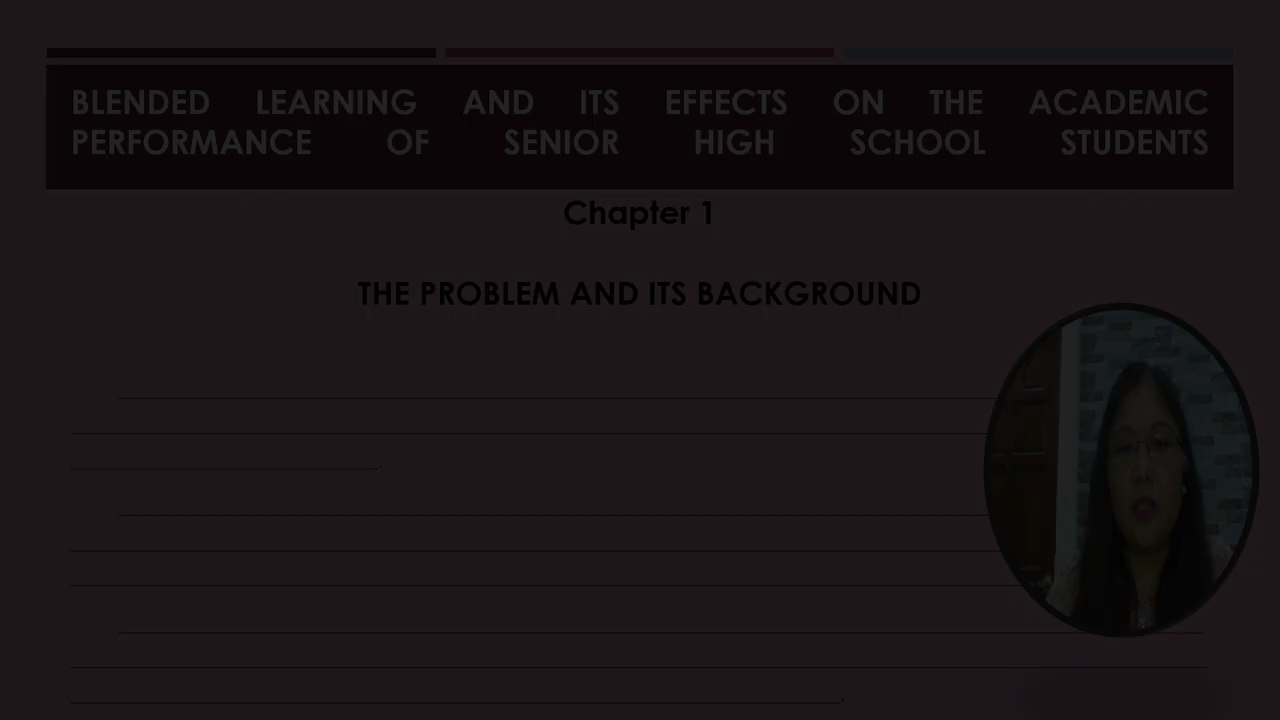 BLENDED LEARNING AND ITS EFFECTS ON THE ACADEMIC
PERFORMANCE OF SENIOR HIGH SCHOOL STUDENTS
Chapter 1
THE PROBLEM AND ITS BACKGROUND